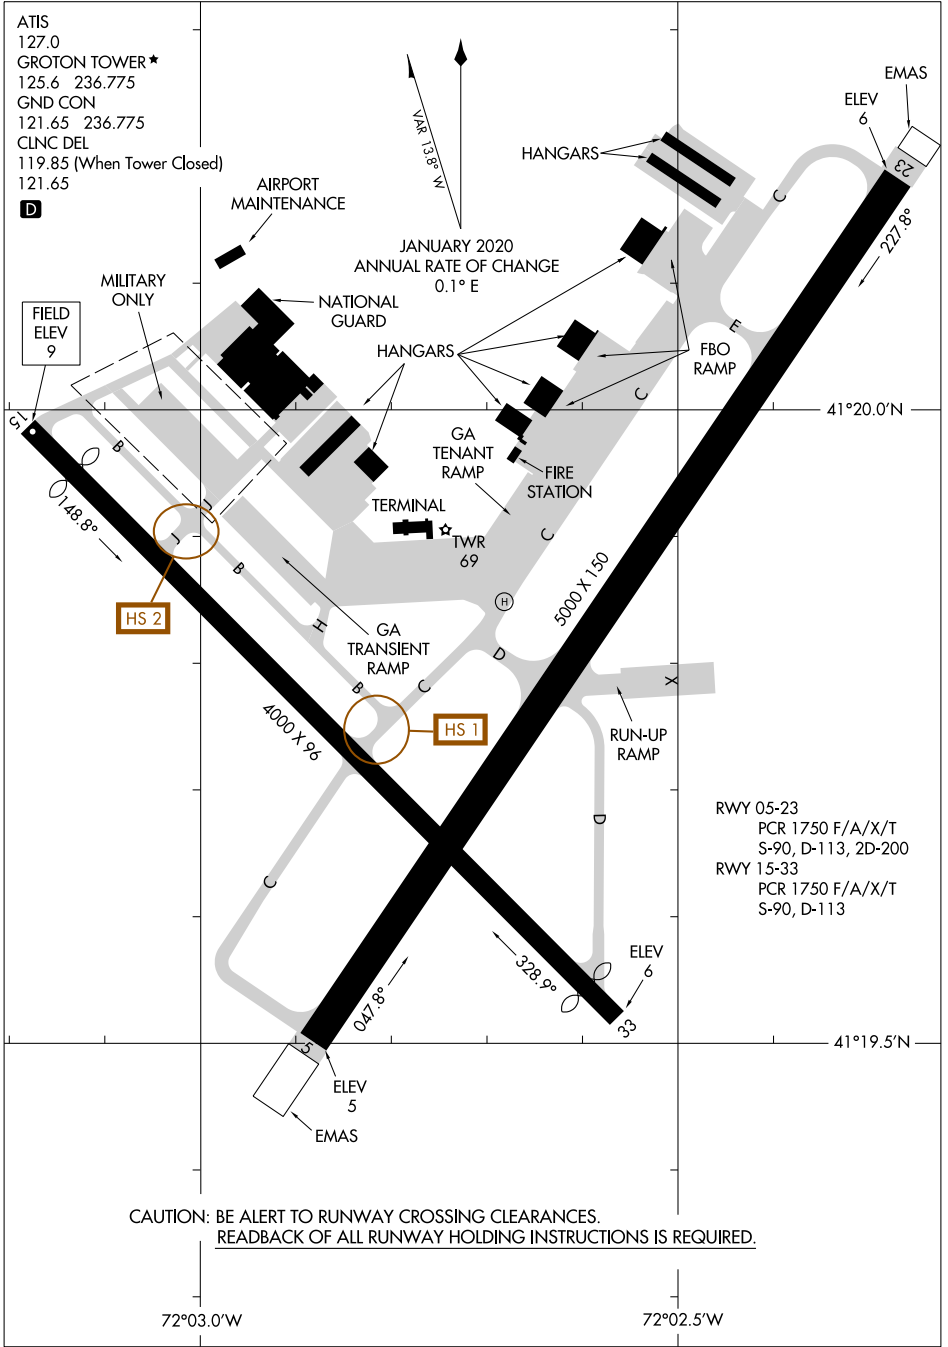 ATIS
127.0
GROTON TOWER★
125.6 236.775
GND CON
121.65 236.775
CLNC DEL
119.85 (When Tower Closed)
121.65
D
VAR 13.8° W
JANUARY 2020
ANNUAL RATE OF CHANGE
0.1° E
EMAS
ELEV
6
23
227.8°
HANGARS
C
AIRPORT
MAINTENANCE
MILITARY
ONLY
NATIONAL
GUARD
FIELD
ELEV
9
HANGARS
E
FBO
RAMP
C
41°20.0'N
15
B
148.8°
GA
TENANT
RAMP
FIRE
STATION
TERMINAL
TWR
69
C
J
J
B
HS 2
H
H
5000 X 150
GA
TRANSIENT
RAMP
D
B
C
X
RUN-UP
RAMP
4000 X 96
HS 1
RWY 05-23
PCR 1750 F/A/X/T
S-90, D-113, 2D-200
RWY 15-33
PCR 1750 F/A/X/T
S-90, D-113
D
C
ELEV
6
328.9°
33
047.8°
5
41°19.5'N
ELEV
5
EMAS
CAUTION: BE ALERT TO RUNWAY CROSSING CLEARANCES.
READBACK OF ALL RUNWAY HOLDING INSTRUCTIONS IS REQUIRED.
72°03.0'W
72°02.5'W